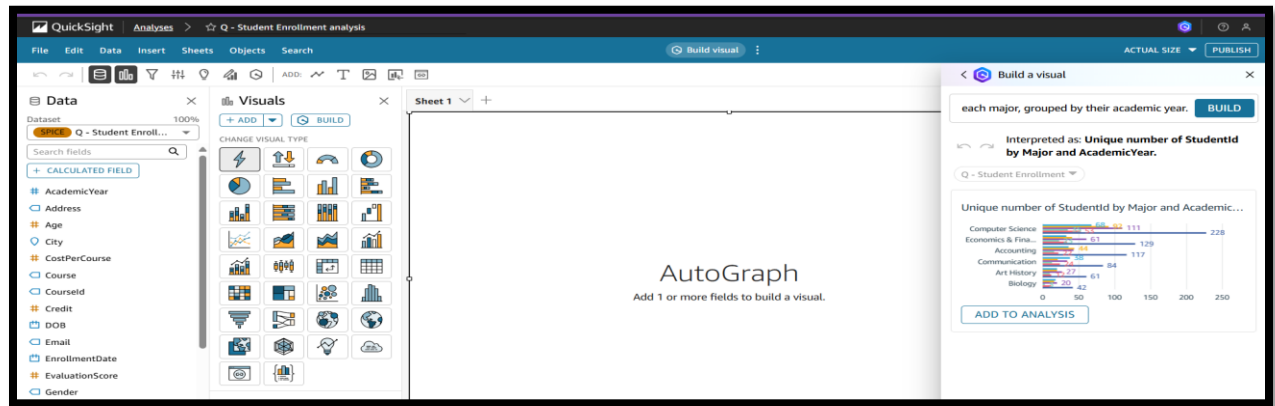 QuickSight Analyses > Q - Student Enrollment analysis
File Edit Data Insert Sheets Objects Search Build visual ACTUAL SIZE PUBLISH
ADD: T
Data
Dataset 100%
SPICE Q - Student Enroll...
Search fields
+ CALCULATED FIELD
# AcademicYear
Address
# Age
City
# CostPerCourse
Course
CourseId
# Credit
DOB
Email
EnrollmentDate
# EvaluationScore
Gender
Visuals
+ ADD BUILD
CHANGE VISUAL TYPE
Sheet 1 +
AutoGraph
Add 1 or more fields to build a visual.
< Build a visual
each major, grouped by their academic year. BUILD
Interpreted as: Unique number of StudentId
by Major and AcademicYear.
Q - Student Enrollment
Unique number of StudentId by Major and Academic...
Computer Science 68 111
228
Economics & Fina... 61
129
Accounting 44
117
Communication 38
84
Art History 27
61
Biology 20
42
0 50 100 150 200 250
ADD TO ANALYSIS